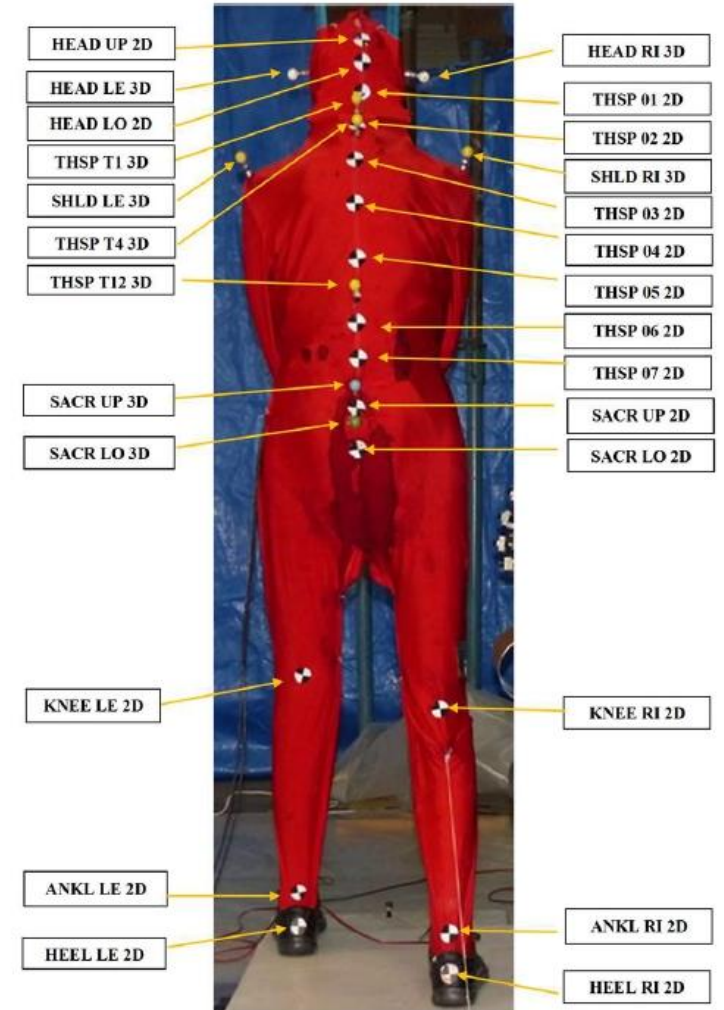 HEAD UP 2D
HEAD LE 3D
HEAD LO 2D
THSP T1 3D
SHLD LE 3D
THSP T4 3D
THSP T12 3D
SACR UP 3D
SACR LO 3D
KNEE LE 2D
ANKL LE 2D
HEEL LE 2D
HEAD RI 3D
THSP 01 2D
THSP 02 2D
SHLD RI 3D
THSP 03 2D
THSP 04 2D
THSP 05 2D
THSP 06 2D
THSP 07 2D
SACR UP 2D
SACR LO 2D
KNEE RI 2D
ANKL RI 2D
HEEL RI 2D